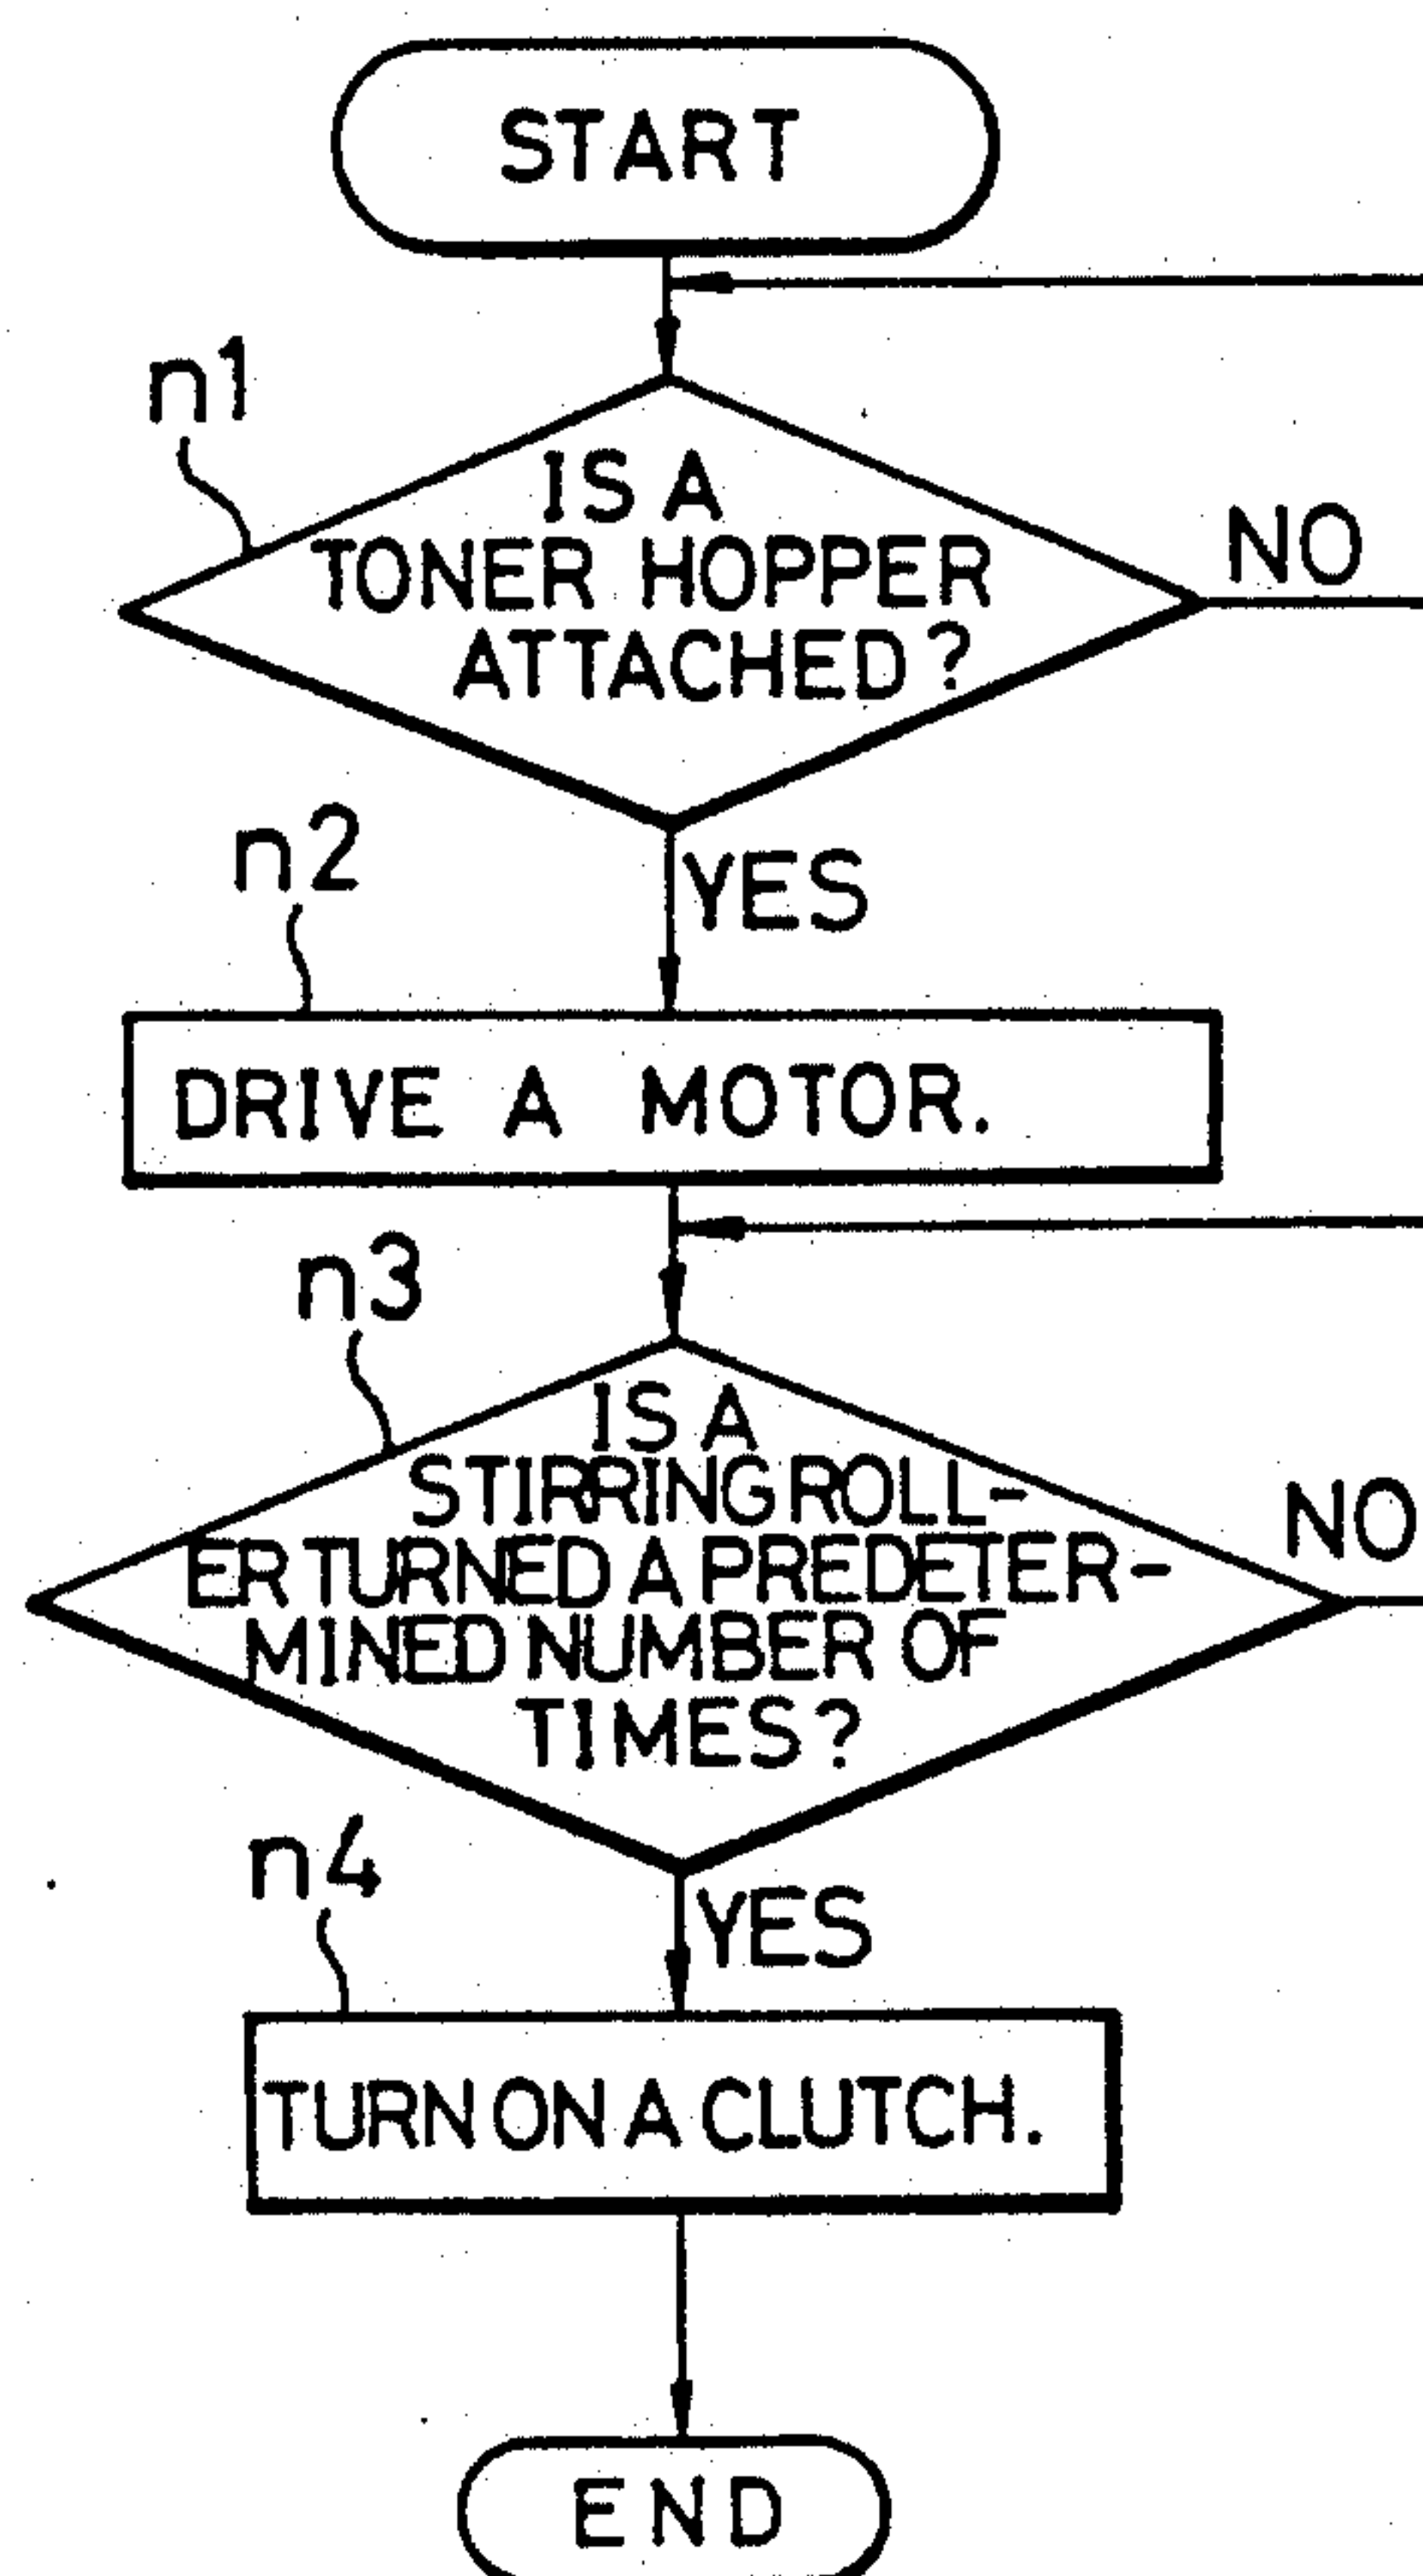 START
n1
IS A
TONER HOPPER
ATTACHED?
NO
YES
n2
DRIVE A MOTOR.
n3
IS A
STIRRING ROLL-
ER TURNED A PREDETER-
MINED NUMBER OF
TIMES?
NO
YES
n4
TURN ON A CLUTCH.
END